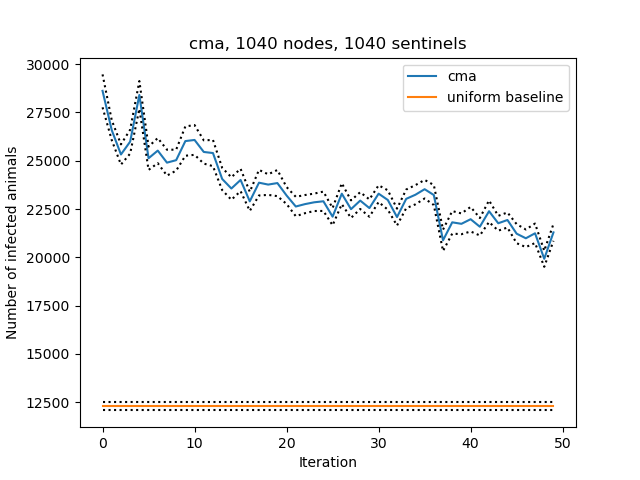 cma, 1040 nodes, 1040 sentinels
30000
27500
25000
22500
20000
17500
15000
12500
Number of infected animals
cma
uniform baseline
0
10
20
30
40
50
Iteration